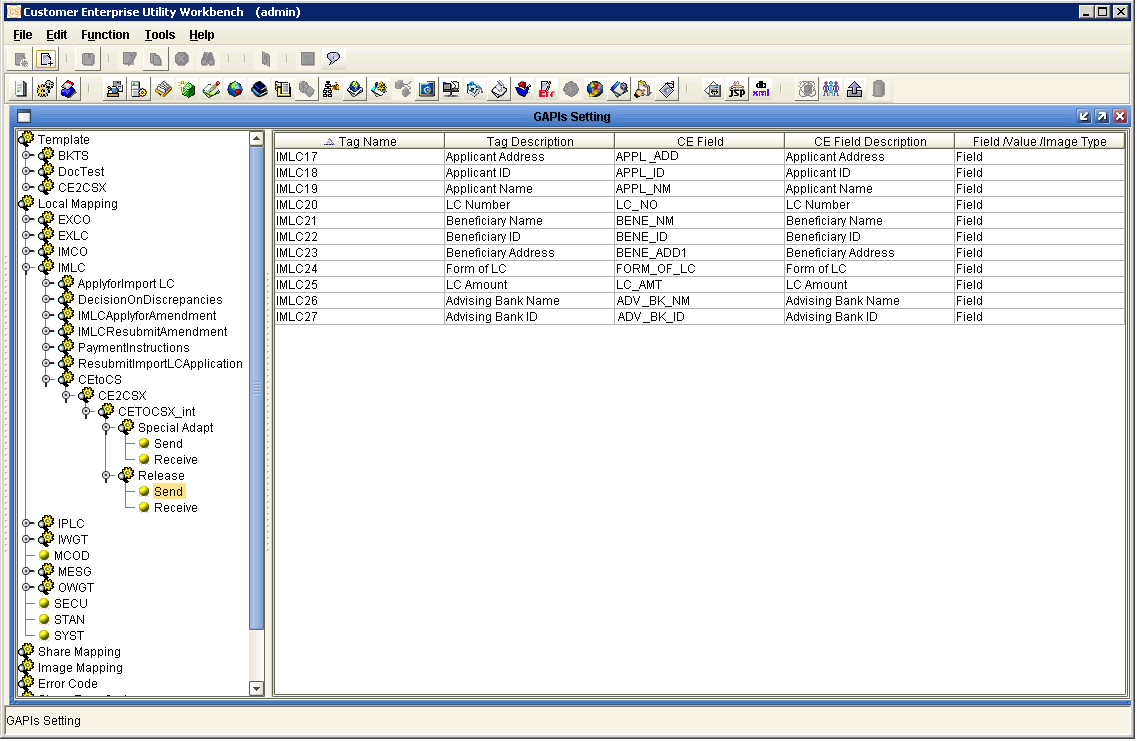 Customer Enterprise Utility Workbench (admin)
File Edit Function Tools Help
Etc JSP db xml
GAPIs Setting
Template
BKTS
DocTest
CE2CSX
Local Mapping
EXCO
EXLC
IMCO
IMLC
ApplyforImport LC
DecisionOnDiscrepancies
IMLCApplyforAmendment
IMLCResubmitAmendment
PaymentInstructions
ResubmitImportLCApplication
CEtoCS
CE2CSX
CETOCSX_int
Special Adapt
Send
Receive
Release
Send
Receive
IPLC
IWGT
MCOD
MESG
OWGT
SECU
STAN
SYST
Share Mapping
Image Mapping
Error Code
Tag Name Tag Description CE Field CE Field Description Field /Value /Image Type
IMLC17 Applicant Address APPL_ADD Applicant Address Field
IMLC18 Applicant ID APPL_ID Applicant ID Field
IMLC19 Applicant Name APPL_NM Applicant Name Field
IMLC20 LC Number LC_NO LC Number Field
IMLC21 Beneficiary Name BENE_NM Beneficiary Name Field
IMLC22 Beneficiary ID BENE_ID Beneficiary ID Field
IMLC23 Beneficiary Address BENE_ADD1 Beneficiary Address Field
IMLC24 Form of LC FORM_OF_LC Form of LC Field
IMLC25 LC Amount LC_AMT LC Amount Field
IMLC26 Advising Bank Name ADV_BK_NM Advising Bank Name Field
IMLC27 Advising Bank ID ADV_BK_ID Advising Bank ID Field
GAPIs Setting